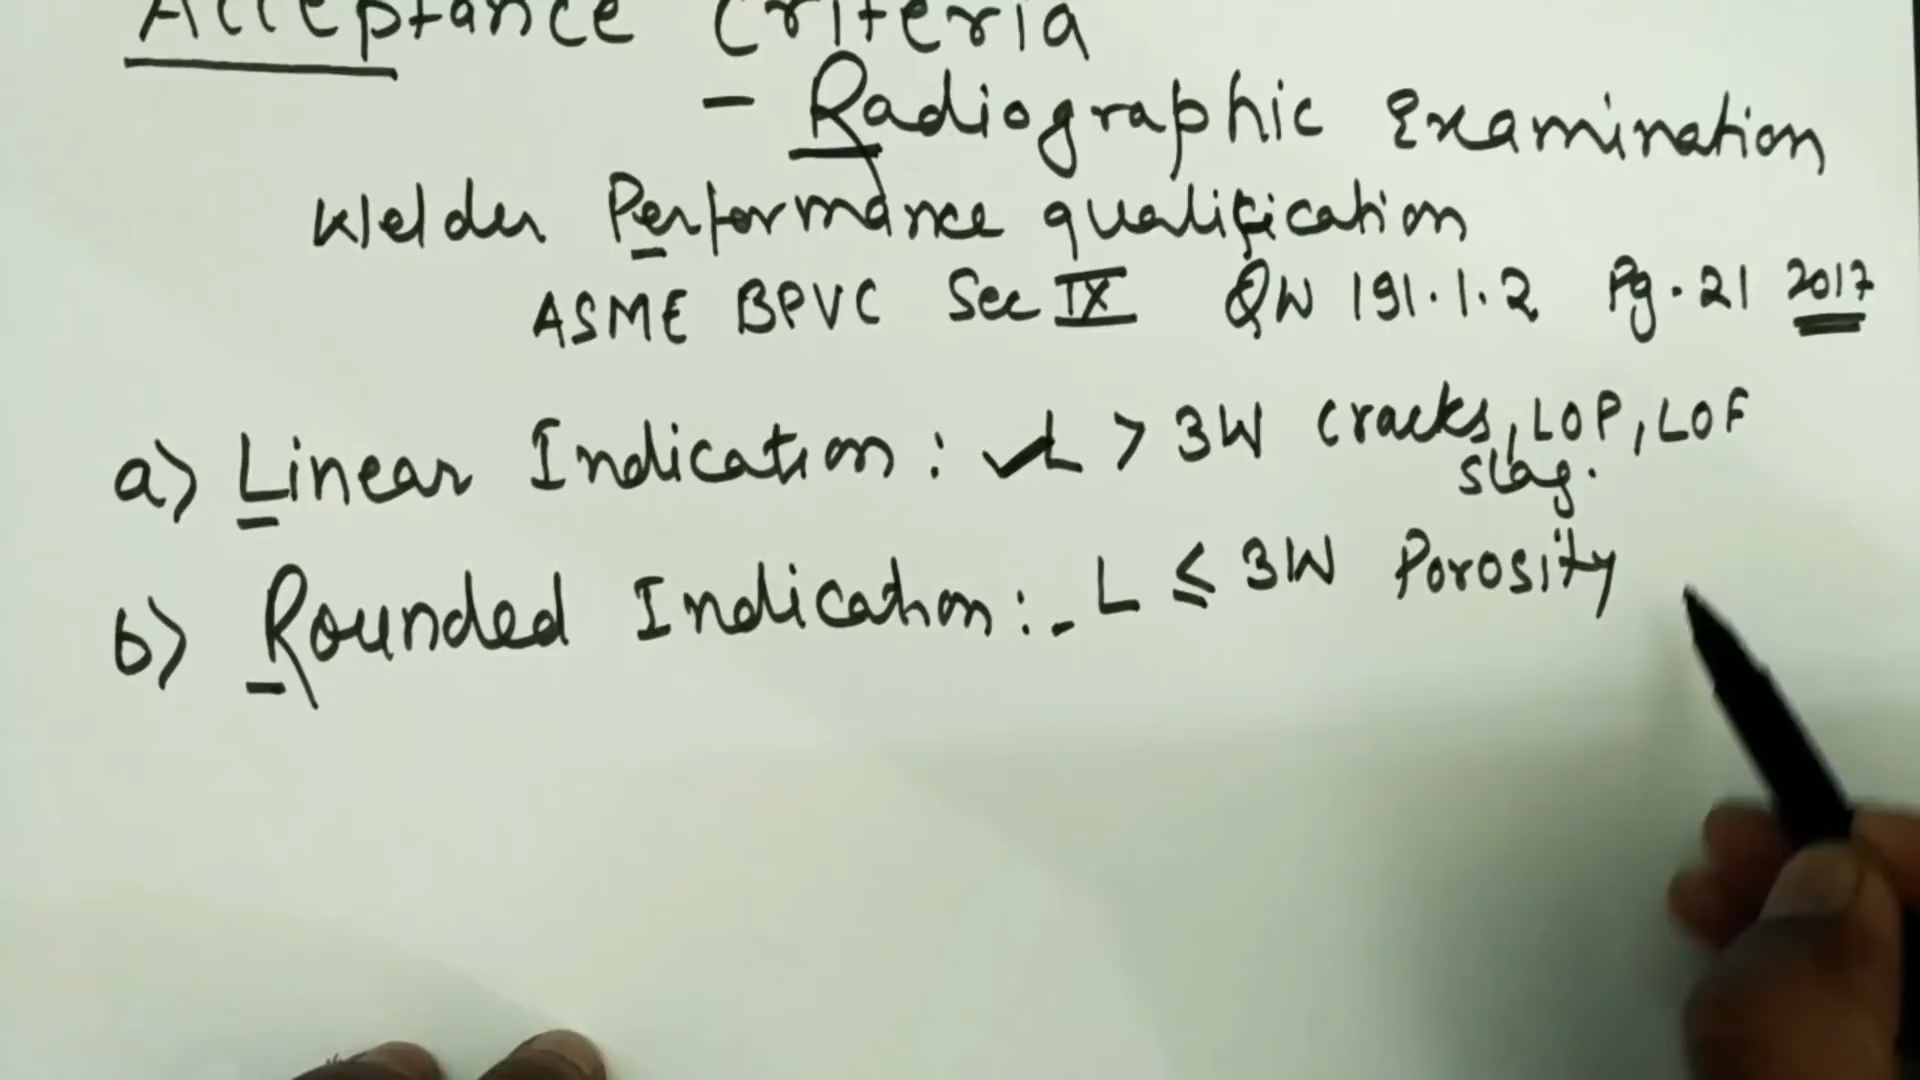 Acceptance Criteria
- Radiographic Examination
Welder Performance qualification
ASME BPVC Sec IX QW 191.1.2 Pg.21 2017
a) Linear Indication: L > 3W cracks, LOP, LOF
slag.
b) Rounded Indication:- L ≤ 3W Porosity